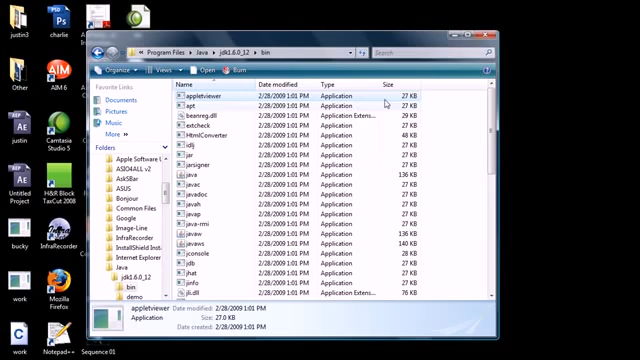 justin3
charlie
Other
AIM 6
justin
Camtasia
Studio 5
Untitled
Project
H&R Block
TaxCut 2008
bucky
InfraRecorder
Mozilla
Firefox
work
Notepad++
Sequence 01
Program Files
Java
jdk1.6.0_12
bin
Search
Organize
Views
Open
Burn
Favorite Links
Documents
Pictures
Music
More
Folders
Apple Software U
ASIO4ALL v2
AskSBar
ASUS
Bonjour
Common Files
Google
Image-Line
InfraRecorder
InstallShield Inst
Internet Explorer
Java
jdk1.6.0_12
bin
demo
Name Date modified Type Size
appletviewer 2/28/2009 1:01 PM Application 27 KB
apt 2/28/2009 1:01 PM Application 27 KB
beanreg.dll 2/28/2009 1:01 PM Application Extens... 29 KB
extcheck 2/28/2009 1:01 PM Application 27 KB
HtmlConverter 2/28/2009 1:01 PM Application 48 KB
idlj 2/28/2009 1:01 PM Application 27 KB
jar 2/28/2009 1:01 PM Application 27 KB
jarsigner 2/28/2009 1:01 PM Application 27 KB
java 2/28/2009 1:01 PM Application 136 KB
javac 2/28/2009 1:01 PM Application 27 KB
javadoc 2/28/2009 1:01 PM Application 27 KB
javah 2/28/2009 1:01 PM Application 27 KB
javap 2/28/2009 1:01 PM Application 27 KB
java-rmi 2/28/2009 1:01 PM Application 27 KB
javaw 2/28/2009 1:01 PM Application 136 KB
javaws 2/28/2009 1:01 PM Application 140 KB
jconsole 2/28/2009 1:01 PM Application 28 KB
jdb 2/28/2009 1:01 PM Application 27 KB
jhat 2/28/2009 1:01 PM Application 27 KB
jinfo 2/28/2009 1:01 PM Application 27 KB
jli.dll 2/28/2009 1:01 PM Application Extens... 76 KB
appletviewer Date modified: 2/28/2009 1:01 PM
Application Size: 27.0 KB
Date created: 2/28/2009 1:01 PM